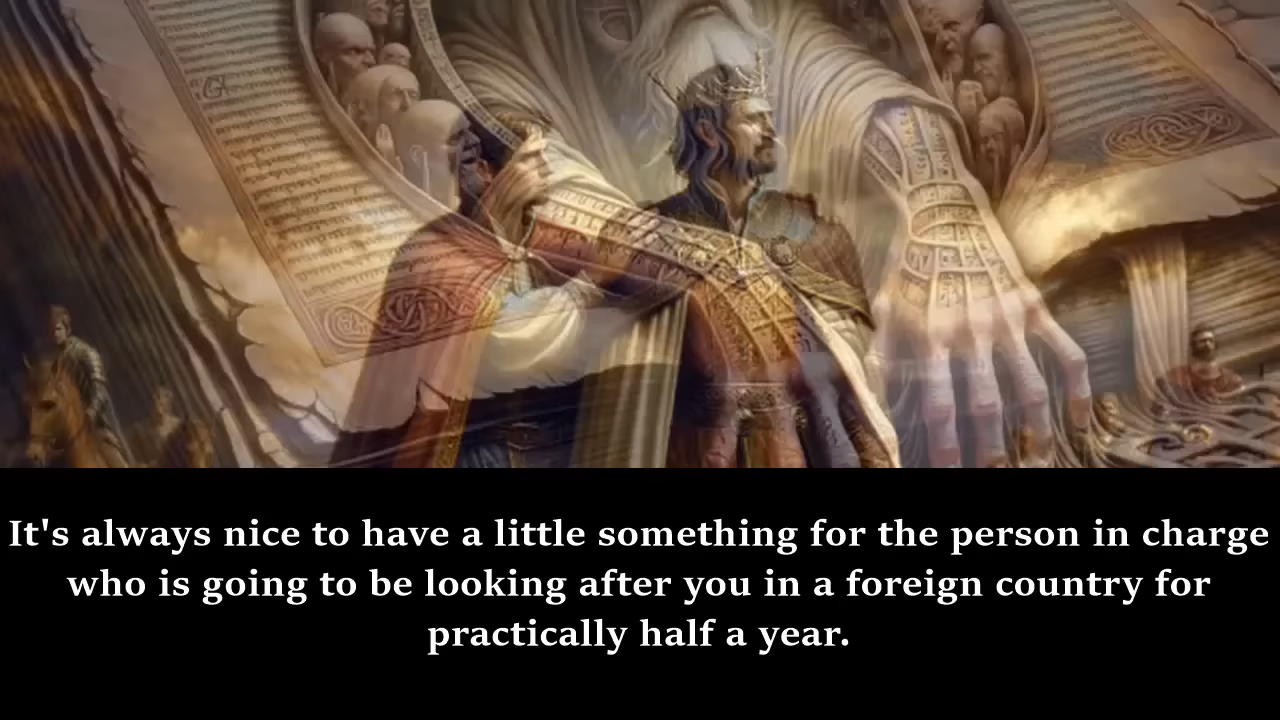 It's always nice to have a little something for the person in charge
who is going to be looking after you in a foreign country for
practically half a year.